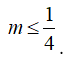 m ≤ 1/4.